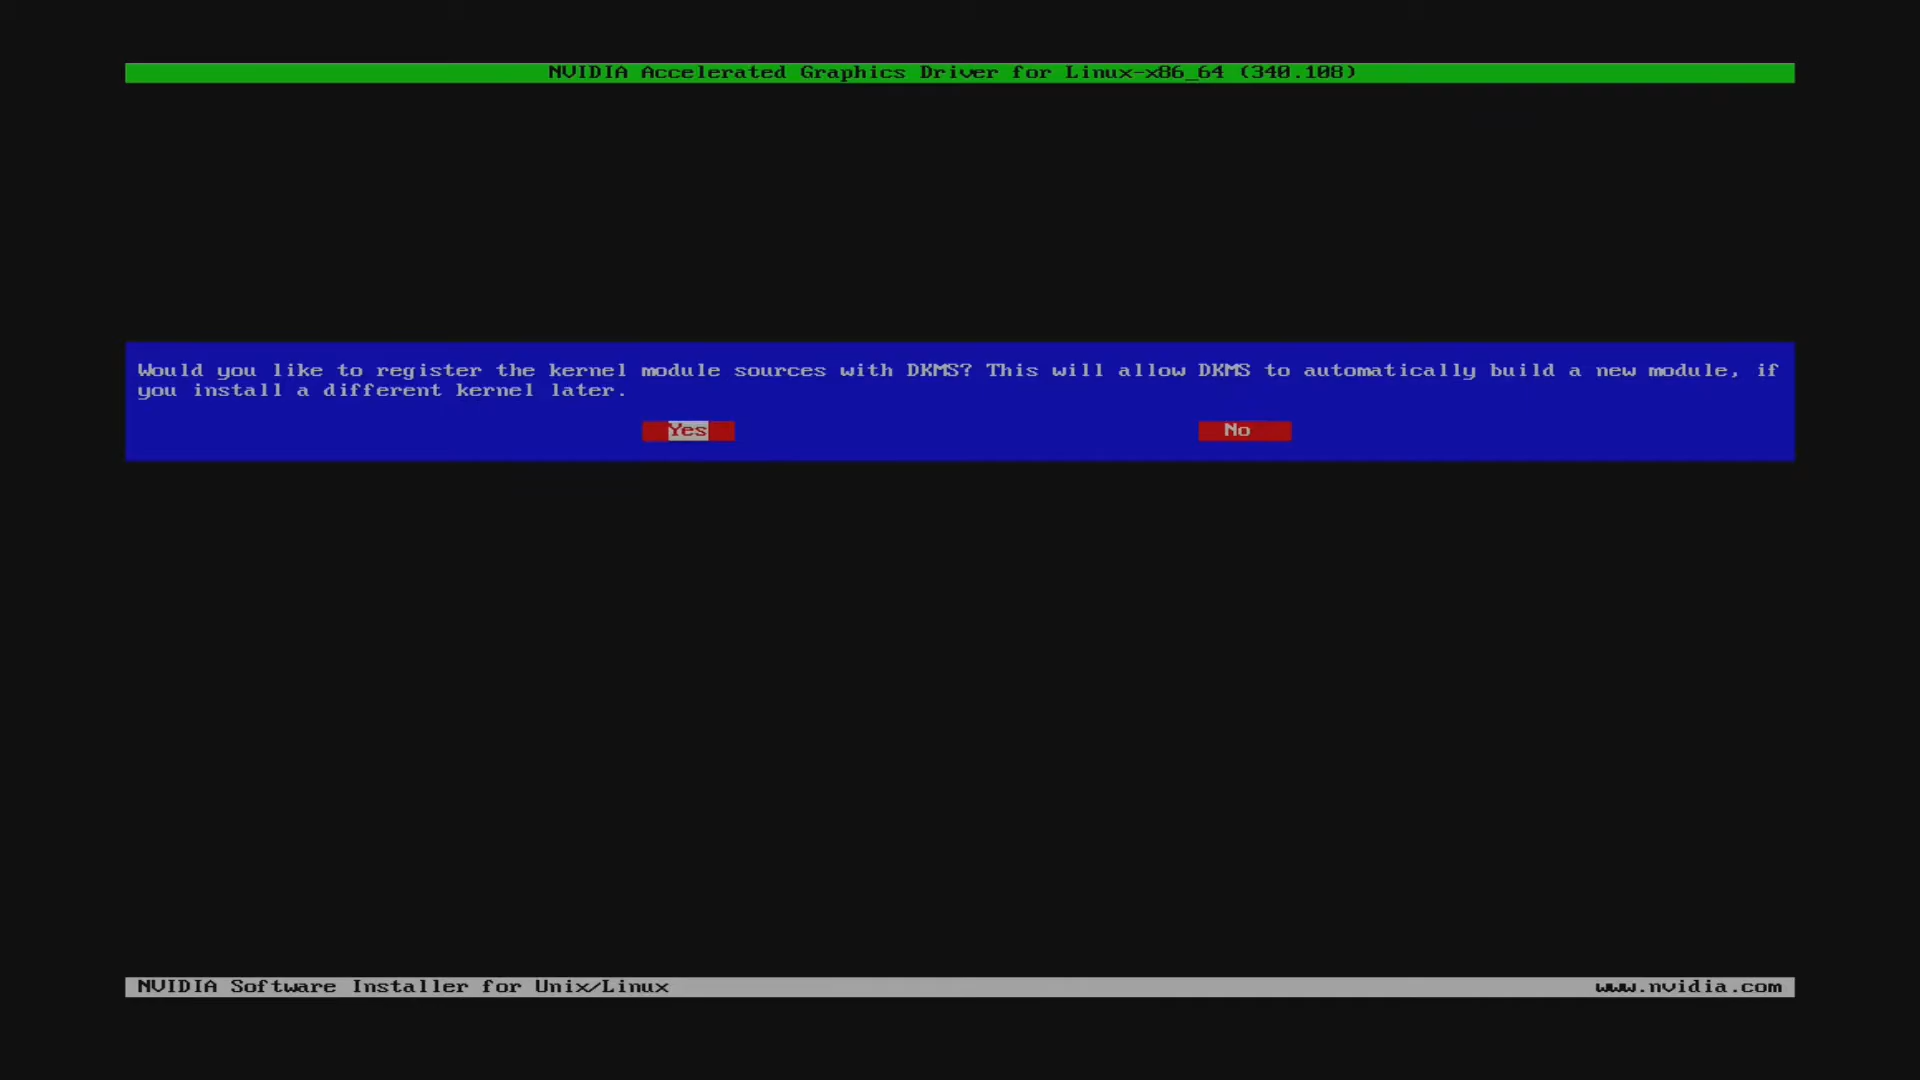 NVIDIA Accelerated Graphics Driver for Linux-x86_64 (340.108)
Would you like to register the kernel module sources with DKMS? This will allow DKMS to automatically build a new module, if
you install a different kernel later.
Yes No
NVIDIA Software Installer for Unix/Linux www.nvidia.com